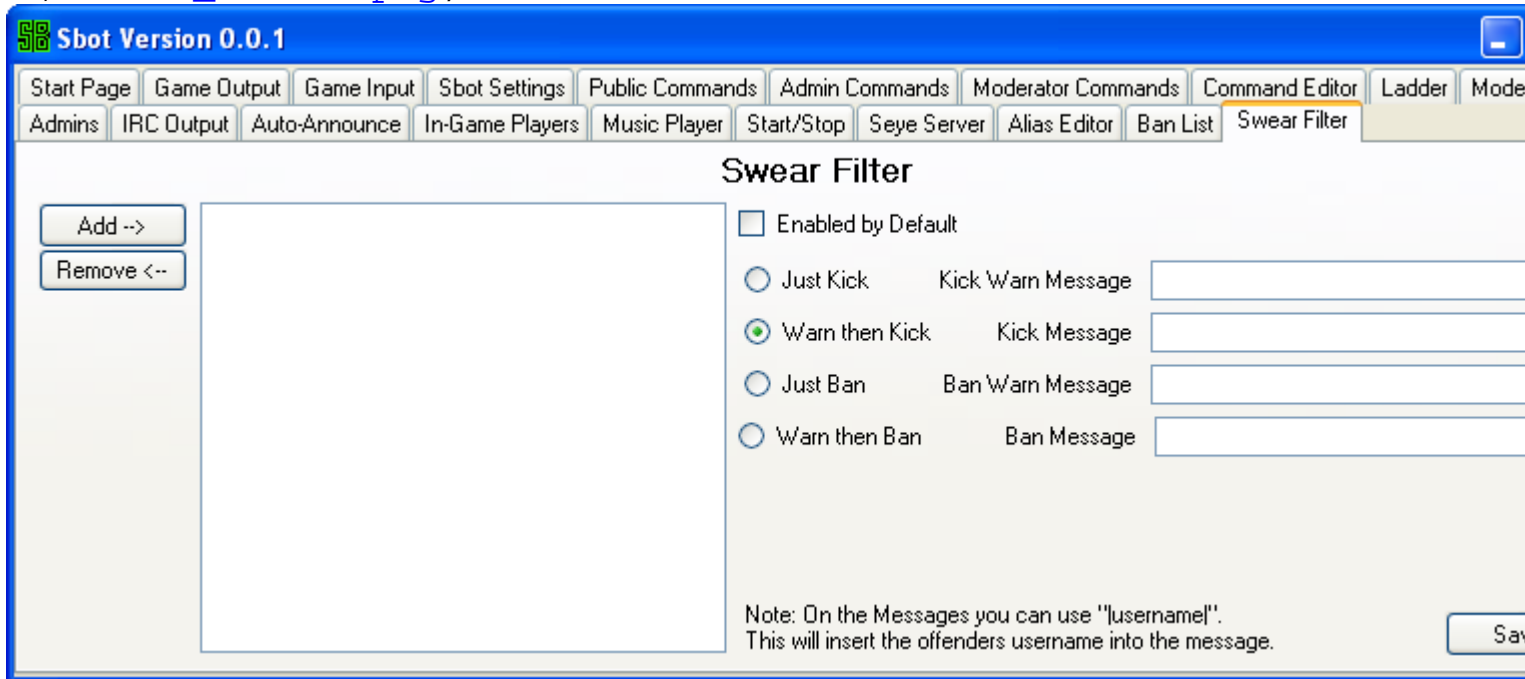 Sbot Version 0.0.1
Start Page Game Output Game Input Sbot Settings Public Commands Admin Commands Moderator Commands Command Editor Ladder Mode
Admins IRC Output Auto-Announce In-Game Players Music Player Start/Stop Seye Server Alias Editor Ban List Swear Filter
Swear Filter
Add -->
Remove <--
Enabled by Default
Just Kick Kick Warn Message
Warn then Kick Kick Message
Just Ban Ban Warn Message
Warn then Ban Ban Message
Note: On the Messages you can use "|username|".
This will insert the offenders username into the message.
Sav